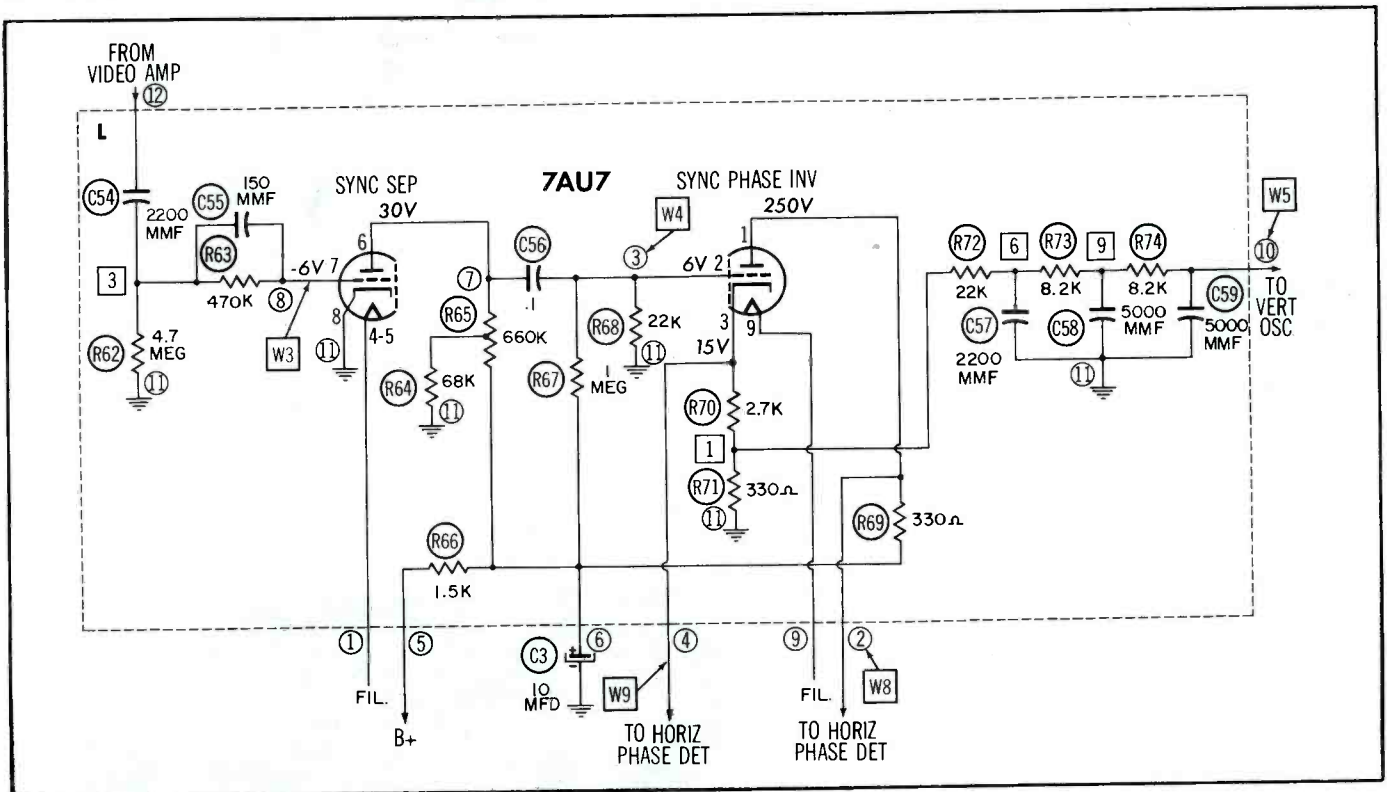 FROM
VIDEO AMP
⑫
L
C54
2200
MMF
C55
150
MMF
R63
470K
3
⑧
-6V
7
W3
R62
4.7
MEG
⑪
SYNC SEP
30V
6
8
4-5
⑪
7AU7
SYNC PHASE INV
250V
⑦
C56
.1
R65
660K
R64
68K
⑪
R67
1
MEG
③
W4
R68
22K
⑪
6V
2
1
3
9
15V
R70
2.7K
1
R71
330Ω
⑪
R69
330Ω
R72
22K
6
R73
8.2K
9
R74
8.2K
W5
⑩
TO
VERT
OSC
C57
2200
MMF
C58
5000
MMF
C59
5000
MMF
⑪
R66
1.5K
①
FIL.
⑤
B+
C3
10
MFD
⑥
W9
④
TO HORIZ
PHASE DET
⑨
FIL.
②
W8
TO HORIZ
PHASE DET